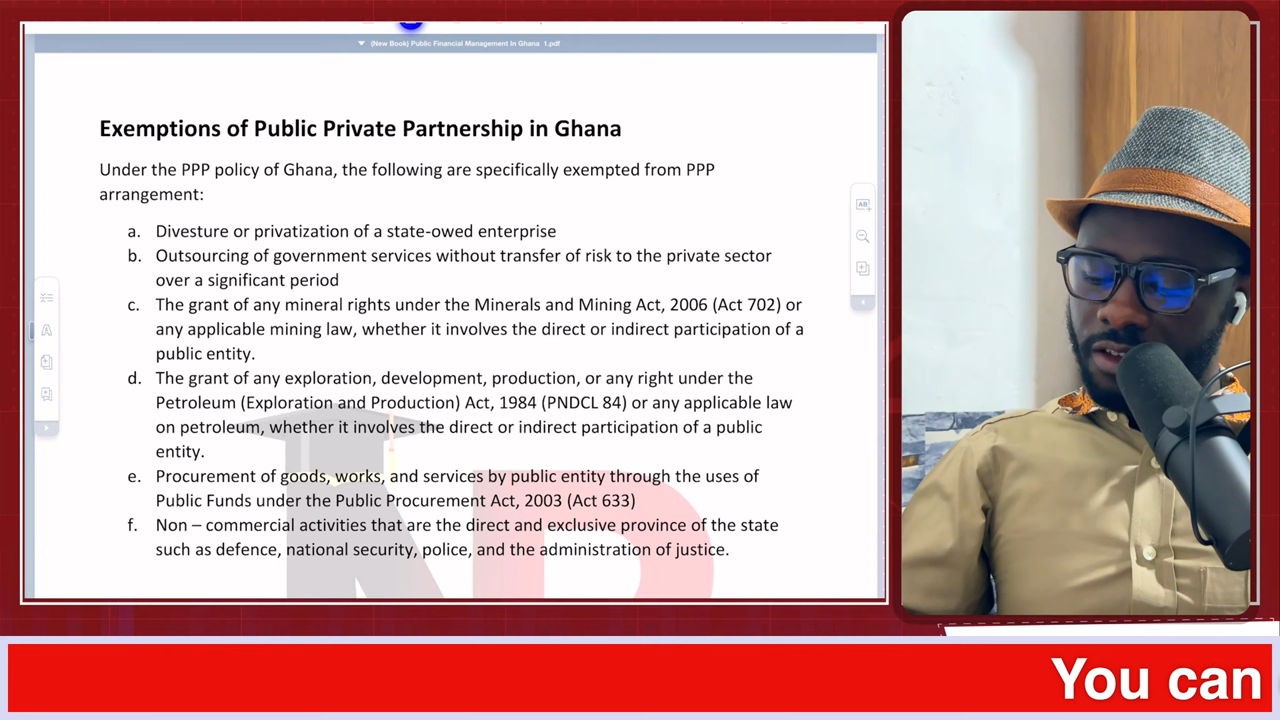 (New Book) Public Financial Management In Ghana 1.pdf
Exemptions of Public Private Partnership in Ghana
Under the PPP policy of Ghana, the following are specifically exempted from PPP
arrangement:
a. Divesture or privatization of a state-owed enterprise
b. Outsourcing of government services without transfer of risk to the private sector
over a significant period
c. The grant of any mineral rights under the Minerals and Mining Act, 2006 (Act 702) or
any applicable mining law, whether it involves the direct or indirect participation of a
public entity.
d. The grant of any exploration, development, production, or any right under the
Petroleum (Exploration and Production) Act, 1984 (PNDCL 84) or any applicable law
on petroleum, whether it involves the direct or indirect participation of a public
entity.
e. Procurement of goods, works, and services by public entity through the uses of
Public Funds under the Public Procurement Act, 2003 (Act 633)
f. Non – commercial activities that are the direct and exclusive province of the state
such as defence, national security, police, and the administration of justice.
AB
A
You can